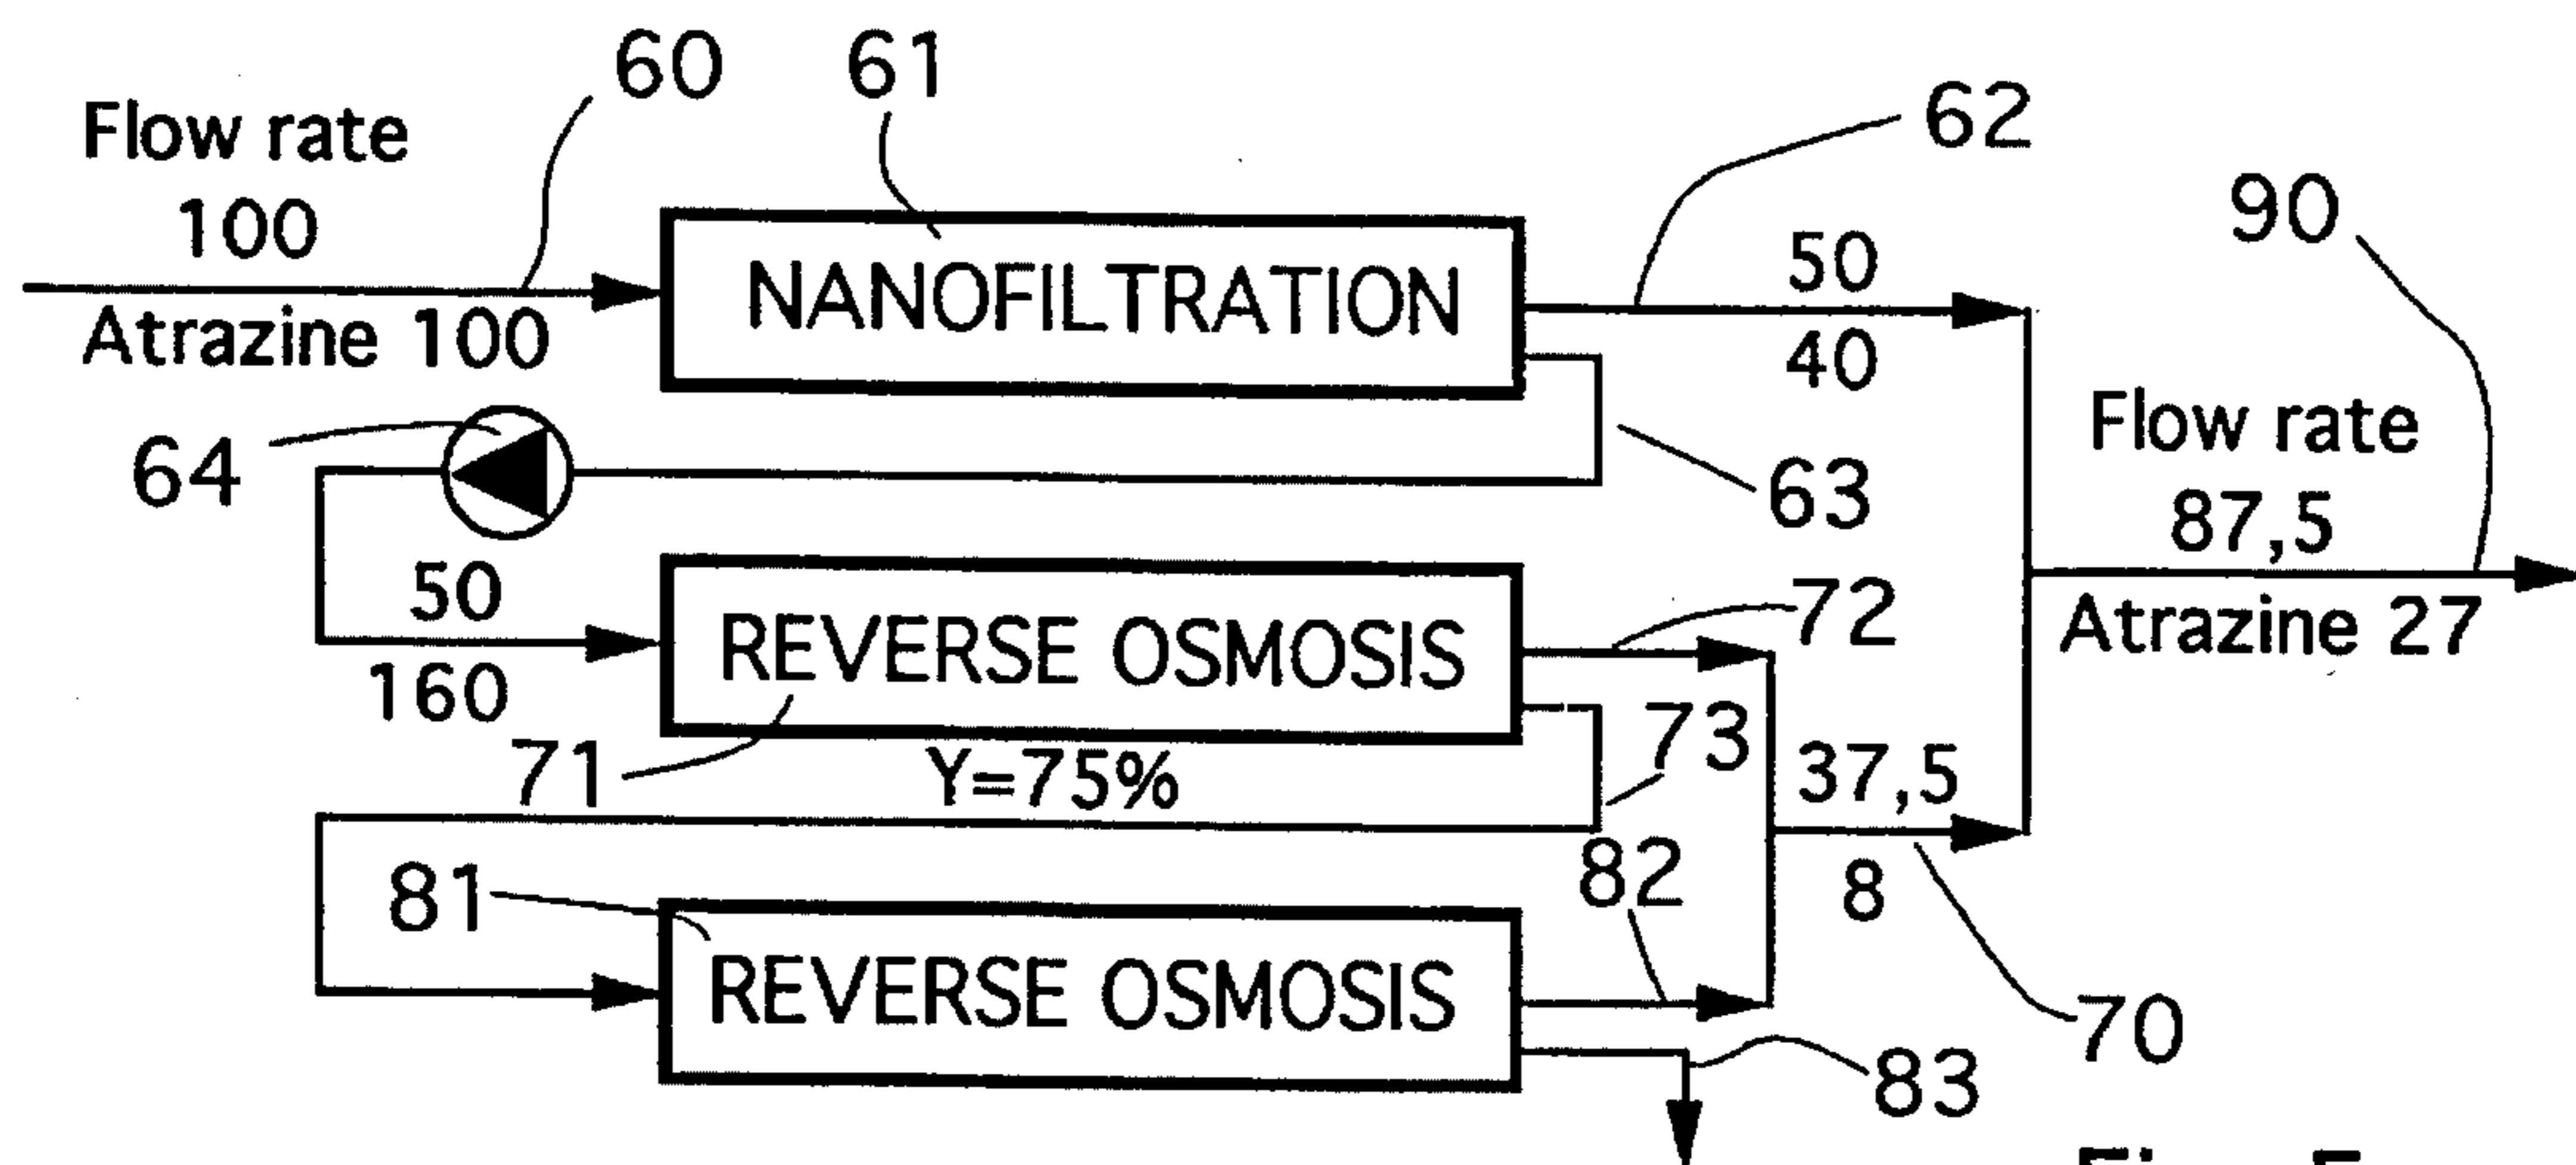 60
61
62
Flow rate
100
Atrazine 100
NANOFILTRATION
50
40
90
64
63
Flow rate
87,5
Atrazine 27
50
160
REVERSE OSMOSIS
72
71
Y=75%
73
37,5
8
81
82
REVERSE OSMOSIS
70
83